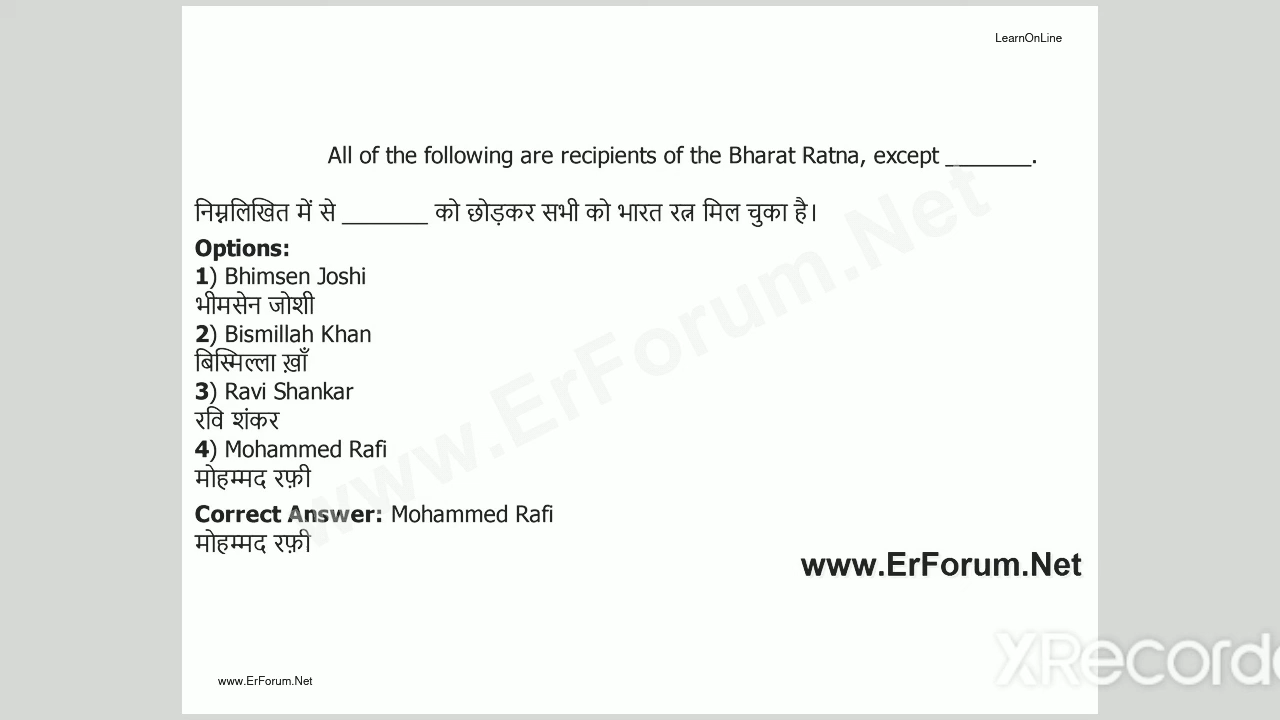 LearnOnLine
All of the following are recipients of the Bharat Ratna, except _______.
निम्नलिखित में से _______ को छोड़कर सभी को भारत रत्न मिल चुका है।
Options:
1) Bhimsen Joshi
भीमसेन जोशी
2) Bismillah Khan
बिस्मिल्ला ख़ाँ
3) Ravi Shankar
रवि शंकर
4) Mohammed Rafi
मोहम्मद रफ़ी
Correct Answer: Mohammed Rafi
मोहम्मद रफ़ी
www.ErForum.Net
www.ErForum.Net
XRecorde
www.ErForum.Net